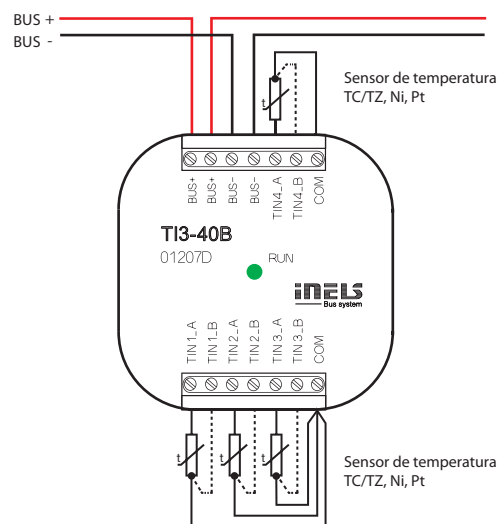 BUS +
BUS -
t
Sensor de temperatura
TC/TZ, Ni, Pt
BUS+
BUS+
BUS-
BUS-
TIN4_A
TIN4_B
COM
TI3-40B
01207D
RUN
iNELS
Bus system
TIN1_A
TIN1_B
TIN2_A
TIN2_B
TIN3_A
TIN3_B
COM
t
t
t
Sensor de temperatura
TC/TZ, Ni, Pt